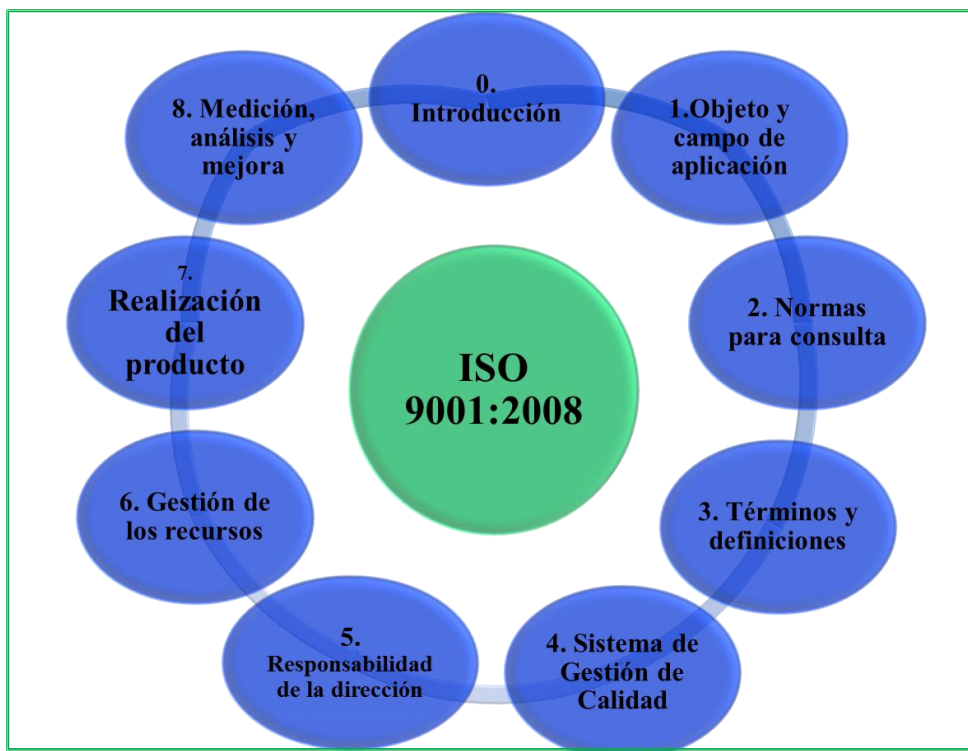 0.
Introducción
1.Objeto y
campo de
aplicación
2. Normas
para consulta
3. Términos y
definiciones
4. Sistema de
Gestión de
Calidad
5.
Responsabilidad
de la dirección
6. Gestión de
los recursos
7.
Realización
del
producto
8. Medición,
análisis y
mejora
ISO
9001:2008